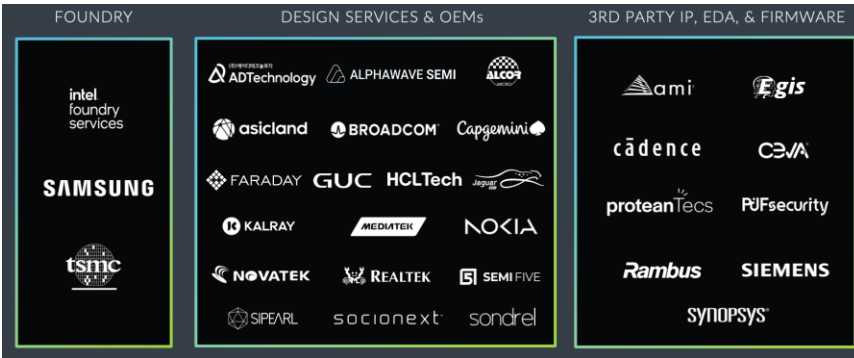 FOUNDRY
intel
foundry
services
SAMSUNG
tsmc
DESIGN SERVICES & OEMs
ADTechnology
ALPHAWAVE SEMI
ALCOR
MICRO
asicland
BROADCOM
Capgemini
FARADAY
GUC
HCLTech
Jaguar
KALRAY
MEDIATEK
NOKIA
NOVATEK
REALTEK
SEMIFIVE
SIPEARL
socionext
sondrel
3RD PARTY IP, EDA, & FIRMWARE
ami
Egis
cādence
CEVA
proteanTecs
PUFsecurity
Rambus
SIEMENS
SYNOPSYS